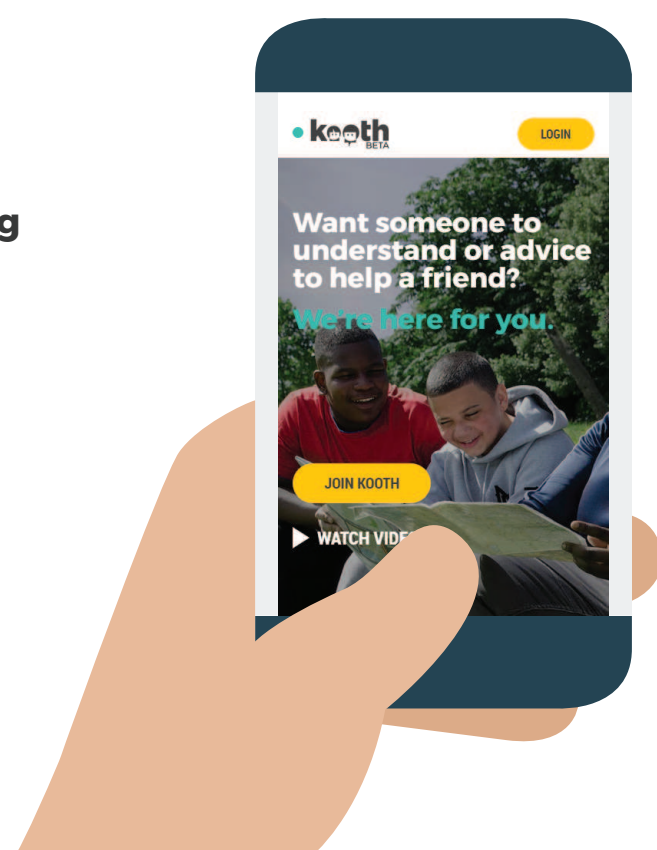 kooth
BETA
LOGIN
g
Want someone to
understand or advice
to help a friend?
We're here for you.
JOIN KOOTH
WATCH